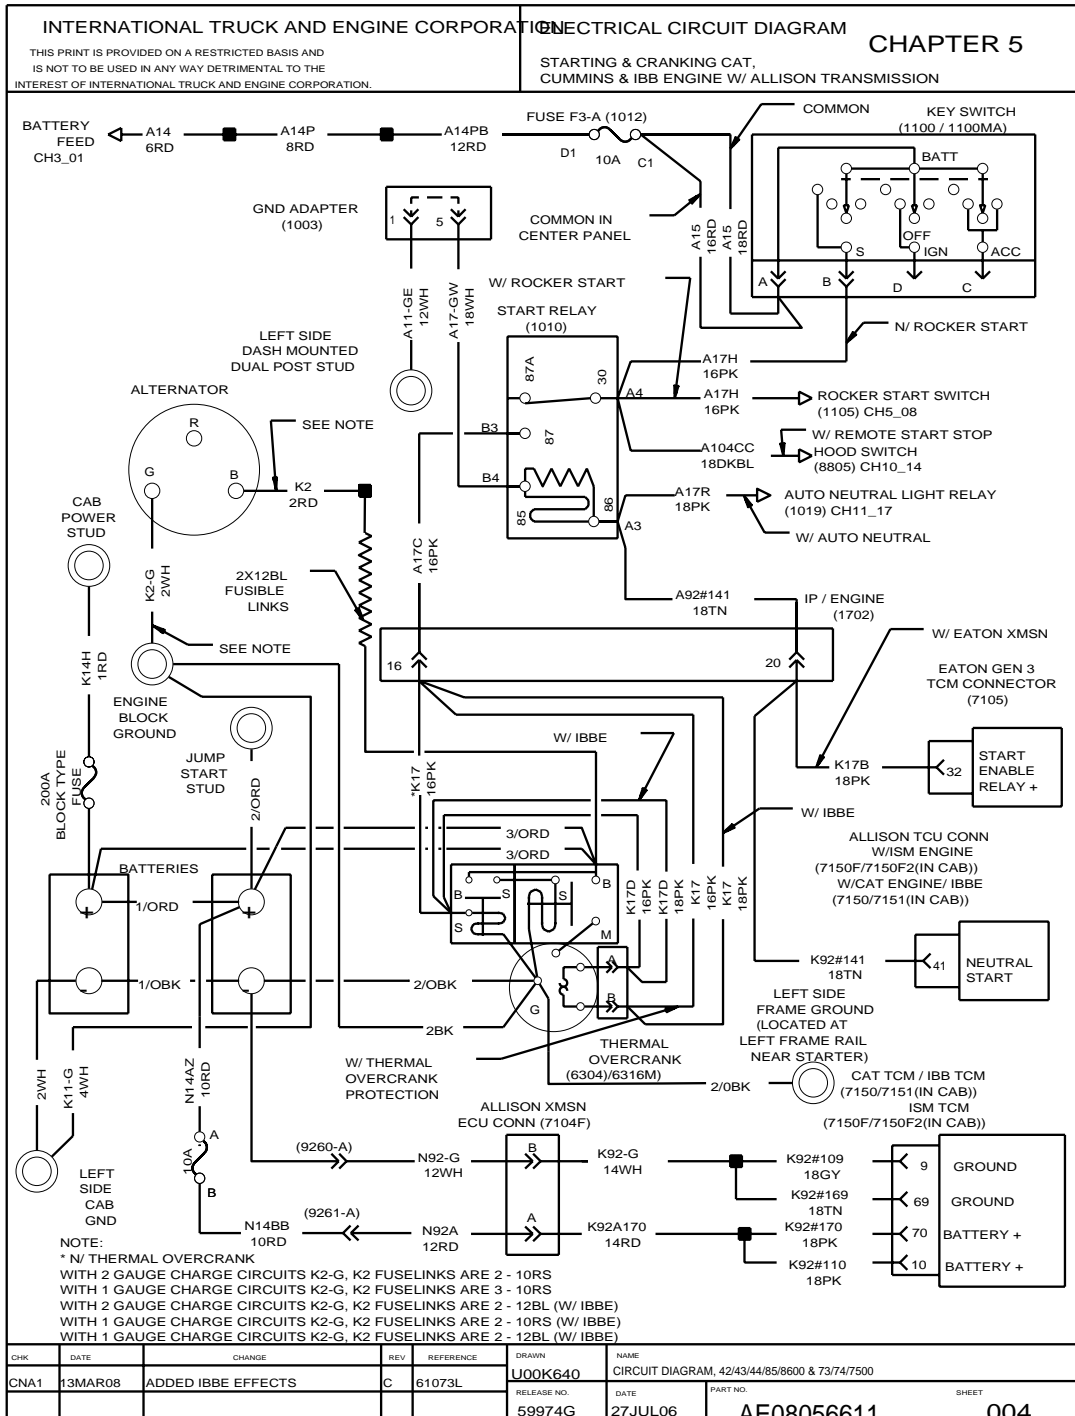 INTERNATIONAL TRUCK AND ENGINE CORPORATION
THIS PRINT IS PROVIDED ON A RESTRICTED BASIS AND
IS NOT TO BE USED IN ANY WAY DETRIMENTAL TO THE
INTEREST OF INTERNATIONAL TRUCK AND ENGINE CORPORATION.
ELECTRICAL CIRCUIT DIAGRAM
CHAPTER 5
STARTING & CRANKING CAT,
CUMMINS & IBB ENGINE W/ ALLISON TRANSMISSION
BATTERY
FEED
CH3_01
A14
6RD
A14P
8RD
A14PB
12RD
FUSE F3-A (1012)
D1
10A
C1
COMMON
KEY SWITCH
(1100 / 1100MA)
BATT
OFF
S
IGN
ACC
A
B
D
C
GND ADAPTER
(1003)
1
5
COMMON IN
CENTER PANEL
A15
16RD
A15
18RD
A11-GE
12WH
A17-GW
18WH
W/ ROCKER START
START RELAY
(1010)
N/ ROCKER START
LEFT SIDE
DASH MOUNTED
DUAL POST STUD
87A
30
A4
A17H
16PK
A17H
16PK
ROCKER START SWITCH
(1105) CH5_08
B3
87
A104CC
18DKBL
W/ REMOTE START STOP
HOOD SWITCH
(8805) CH10_14
B4
85
86
A3
A17R
18PK
AUTO NEUTRAL LIGHT RELAY
(1019) CH11_17
W/ AUTO NEUTRAL
ALTERNATOR
R
G
B
SEE NOTE
K2
2RD
CAB
POWER
STUD
K2-G
2WH
2X12BL
FUSIBLE
LINKS
A17C
16PK
A92#141
18TN
IP / ENGINE
(1702)
16
20
SEE NOTE
K14H
1RD
ENGINE
BLOCK
GROUND
W/ EATON XMSN
EATON GEN 3
TCM CONNECTOR
(7105)
JUMP
START
STUD
200A
BLOCK TYPE
FUSE
2/ORD
*K17
16PK
W/ IBBE
K17B
18PK
32
START
ENABLE
RELAY +
W/ IBBE
3/ORD
3/ORD
BATTERIES
+
+
1/ORD
-
-
1/OBK
2/OBK
2BK
B
S
S
S
B
M
G
A
B
K17D
16PK
K17D
18PK
K17
16PK
K17
18PK
ALLISON TCU CONN
W/ISM ENGINE
(7150F/7150F2(IN CAB))
W/CAT ENGINE/ IBBE
(7150/7151(IN CAB))
K92#141
18TN
41
NEUTRAL
START
THERMAL
OVERCRANK
(6304)/6316M)
LEFT SIDE
FRAME GROUND
(LOCATED AT
LEFT FRAME RAIL
NEAR STARTER)
W/ THERMAL
OVERCRANK
PROTECTION
2/0BK
2WH
K11-G
4WH
N14AZ
10RD
CAT TCM / IBB TCM
(7150/7151(IN CAB))
ISM TCM
(7150F/7150F2(IN CAB))
ALLISON XMSN
ECU CONN (7104F)
A
10A
B
LEFT
SIDE
CAB
GND
(9260-A)
N92-G
12WH
B
K92-G
14WH
K92#109
18GY
9
GROUND
K92#169
18TN
69
GROUND
(9261-A)
N14BB
10RD
N92A
12RD
A
K92A170
14RD
K92#170
18PK
70
BATTERY +
K92#110
18PK
10
BATTERY +
NOTE:
* N/ THERMAL OVERCRANK
WITH 2 GAUGE CHARGE CIRCUITS K2-G, K2 FUSELINKS ARE 2 - 10RS
WITH 1 GAUGE CHARGE CIRCUITS K2-G, K2 FUSELINKS ARE 3 - 10RS
WITH 2 GAUGE CHARGE CIRCUITS K2-G, K2 FUSELINKS ARE 2 - 12BL (W/ IBBE)
WITH 1 GAUGE CHARGE CIRCUITS K2-G, K2 FUSELINKS ARE 2 - 10RS (W/ IBBE)
WITH 1 GAUGE CHARGE CIRCUITS K2-G, K2 FUSELINKS ARE 2 - 12BL (W/ IBBE)
CHK DATE CHANGE REV REFERENCE
CNA1 13MAR08 ADDED IBBE EFFECTS C 61073L
DRAWN
U00K640
NAME
CIRCUIT DIAGRAM, 42/43/44/85/8600 & 73/74/7500
RELEASE NO.
59974G
DATE
27JUL06
PART NO.
AE08056611
SHEET
004